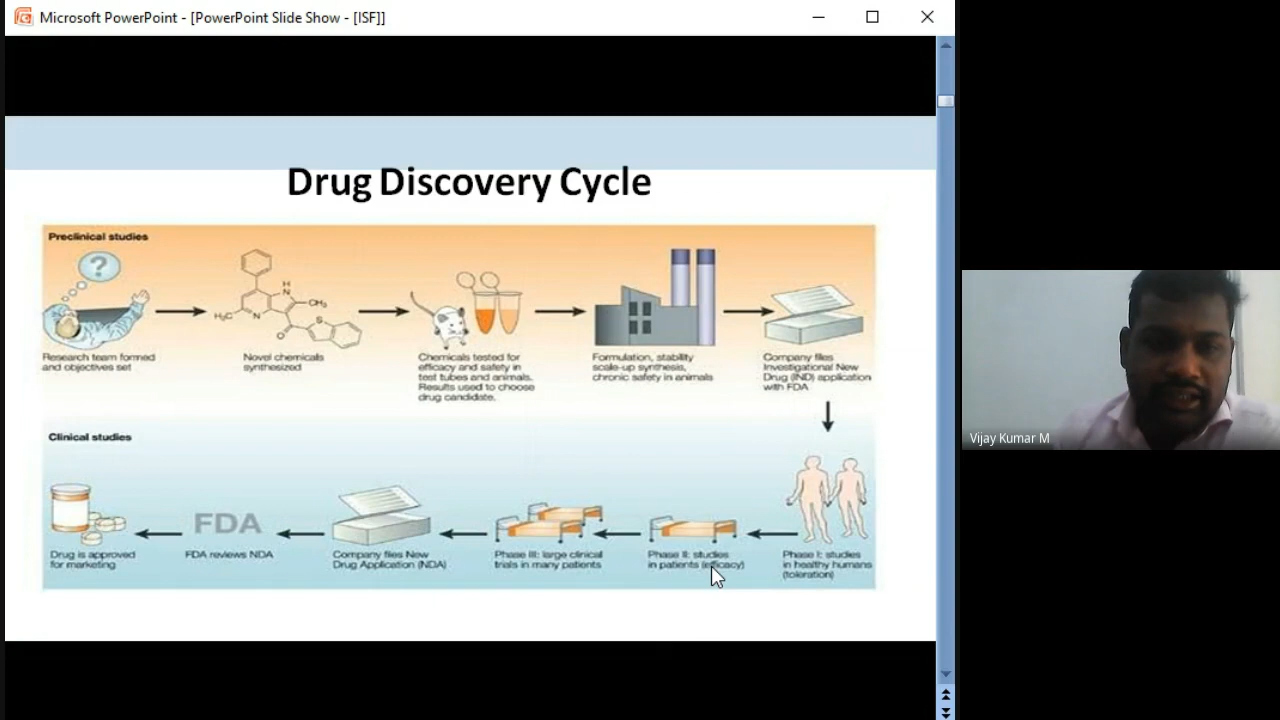 Microsoft PowerPoint - [PowerPoint Slide Show - [ISF]]
Drug Discovery Cycle
Preclinical studies
?
H
N
CH₃
H₃C
N
S
O
Research team formed
and objectives set
Novel chemicals
synthesized
Chemicals tested for
efficacy and safety in
test tubes and animals.
Results used to choose
drug candidate.
Formulation, stability
scale-up synthesis,
chronic safety in animals
Company files
Investigational New
Drug (IND) application
with FDA
Clinical studies
FDA
Drug is approved
for marketing
FDA reviews NDA
Company files New
Drug Application (NDA)
Phase III: large clinical
trials in many patients
Phase II: studies
in patients (efficacy)
Phase I: studies
in healthy humans
(toleration)
Vijay Kumar M